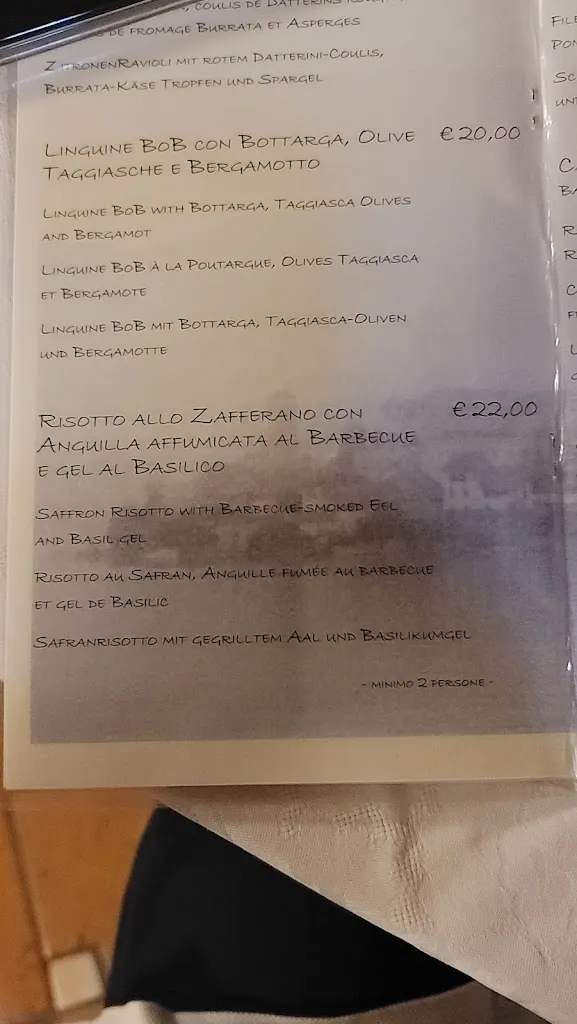 COULIS DE DATTERINI
DE FROMAGE BURRATA ET ASPERGES
ZITRONENRAVIOLI MIT ROTEM DATTERINI-COULIS,
BURRATA-KÄSE TROPFEN UND SPARGEL
LINGUINE BOB CON BOTTARGA, OLIVE €20,00
TAGGIASCHE E BERGAMOTTO
LINGUINE BOB WITH BOTTARGA, TAGGIASCA OLIVES
AND BERGAMOT
LINGUINE BOB À LA POUTARGUE, OLIVES TAGGIASCA
ET BERGAMOTE
LINGUINE BOB MIT BOTTARGA, TAGGIASCA-OLIVEN
UND BERGAMOTTE
RISOTTO ALLO ZAFFERANO CON €22,00
ANGUILLA AFFUMICATA AL BARBECUE
E GEL AL BASILICO
SAFFRON RISOTTO WITH BARBECUE-SMOKED EEL
AND BASIL GEL
RISOTTO AU SAFRAN, ANGUILLE FUMÉE AU BARBECUE
ET GEL DE BASILIC
SAFRANRISOTTO MIT GEGRILLTEM AAL UND BASILIKUMGEL
- MINIMO 2 PERSONE -